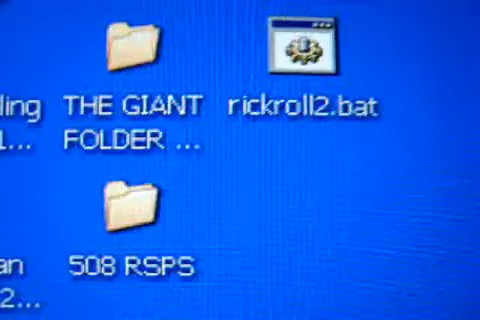 ling THE GIANT rickroll2.bat
1... FOLDER ...
an 508 RSPS
2...